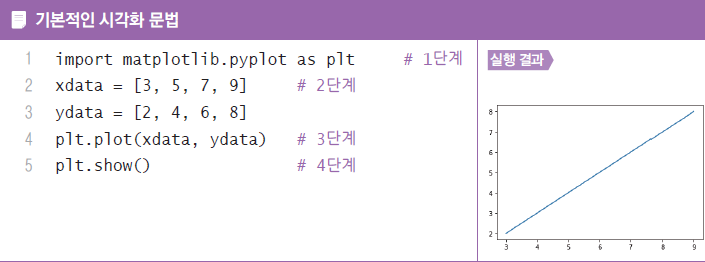 기본적인 시각화 문법
1 import matplotlib.pyplot as plt # 1단계
2 xdata = [3, 5, 7, 9] # 2단계
3 ydata = [2, 4, 6, 8]
4 plt.plot(xdata, ydata) # 3단계
5 plt.show() # 4단계
실행 결과
8
7
6
5
4
3
2
3 4 5 6 7 8 9